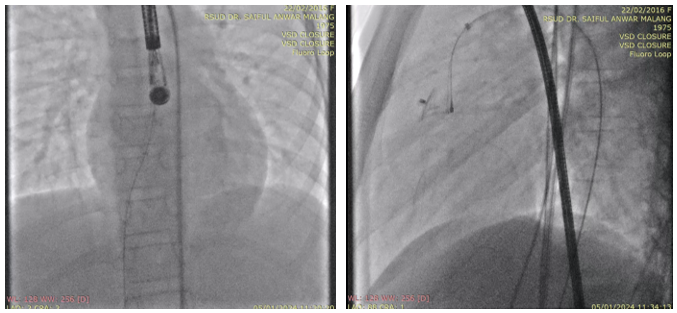 22/02/2016 F
RSUD DR. SAIFUL ANWAR MALANG
1975
VSD CLOSURE
VSD CLOSURE
Fluoro Loop
22/02/2016 F
RSUD DR. SAIFUL ANWAR MALANG
1975
VSD CLOSURE
VSD CLOSURE
Fluoro Loop
05/01/2024 11:34:13